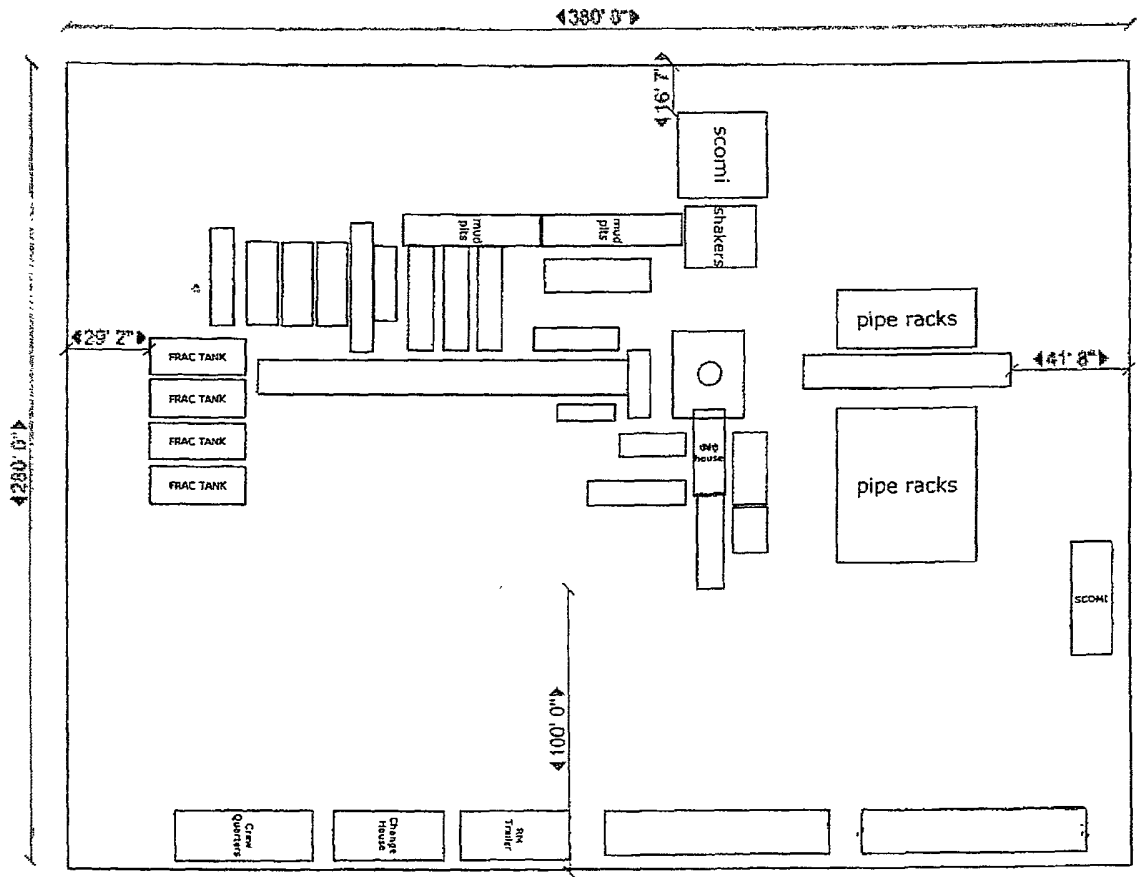 380' 0"
16' 7"
scomi
shakers
mud
pits
mud
pits
pipe racks
29' 2"
41' 8"
FRAC TANK
FRAC TANK
FRAC TANK
FRAC TANK
280' 0"
house
pipe racks
SCOMI
100' 0"
Crew
Quarters
Change
House
RM
Trailer